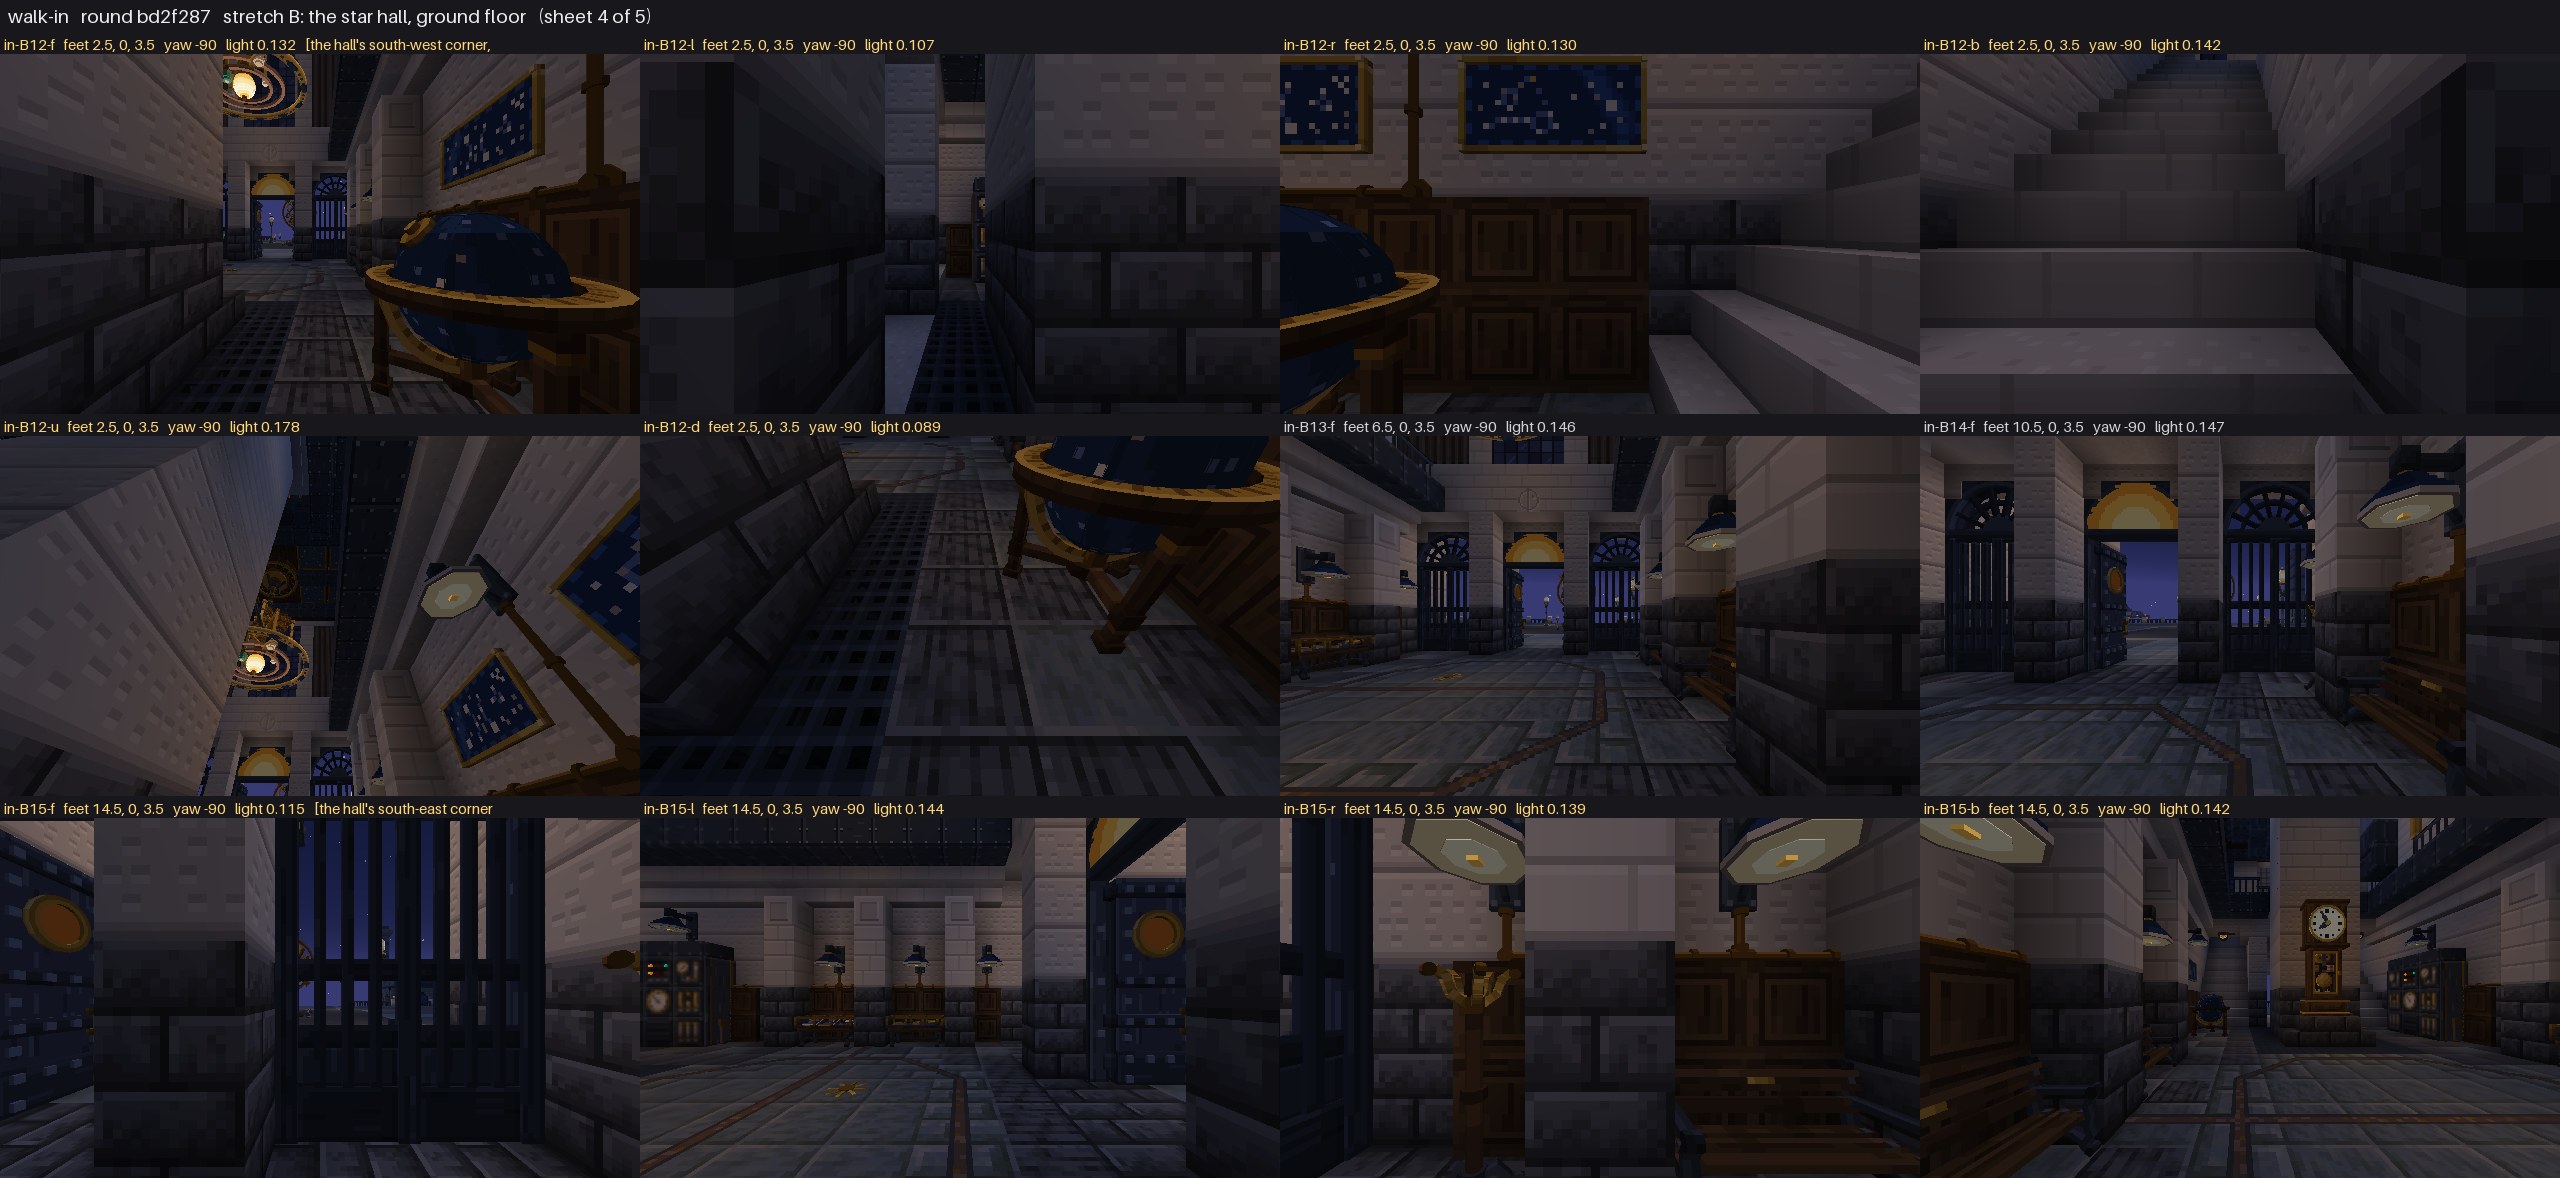 walk-in round bd2f287 stretch B: the star hall, ground floor (sheet 4 of 5)
in-B12-f feet 2.5, 0, 3.5 yaw -90 light 0.132 [the hall's south-west corner,
in-B12-l feet 2.5, 0, 3.5 yaw -90 light 0.107
in-B12-r feet 2.5, 0, 3.5 yaw -90 light 0.130
in-B12-b feet 2.5, 0, 3.5 yaw -90 light 0.142
in-B12-u feet 2.5, 0, 3.5 yaw -90 light 0.178
in-B12-d feet 2.5, 0, 3.5 yaw -90 light 0.089
in-B13-f feet 6.5, 0, 3.5 yaw -90 light 0.146
in-B14-f feet 10.5, 0, 3.5 yaw -90 light 0.147
in-B15-f feet 14.5, 0, 3.5 yaw -90 light 0.115 [the hall's south-east corner
in-B15-l feet 14.5, 0, 3.5 yaw -90 light 0.144
in-B15-r feet 14.5, 0, 3.5 yaw -90 light 0.139
in-B15-b feet 14.5, 0, 3.5 yaw -90 light 0.142